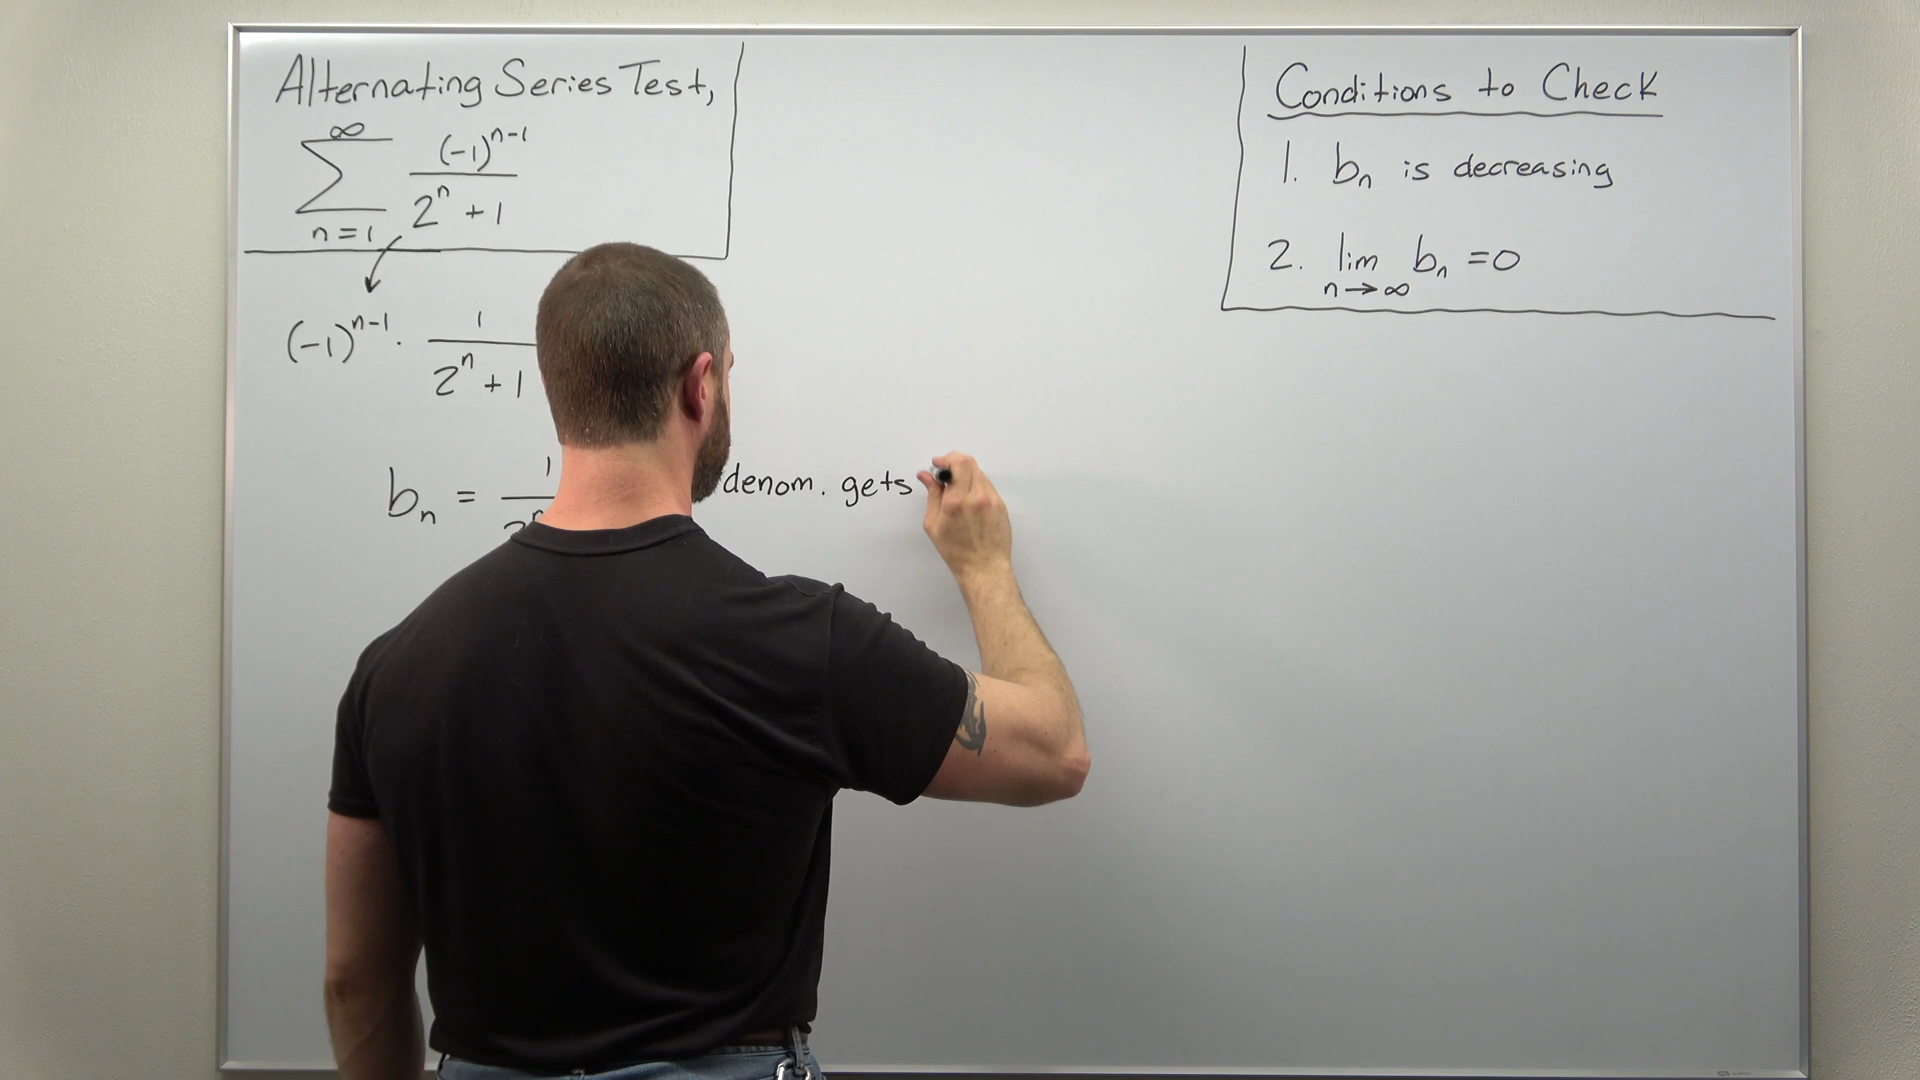 Alternating Series Test,
∞
∑ (-1)^{n-1} / (2^n + 1)
n=1
(-1)^{n-1} · 1 / (2^n + 1)
b_n = 1
denom. gets
Conditions to Check
1. b_n is decreasing
2. lim b_n = 0
n→∞